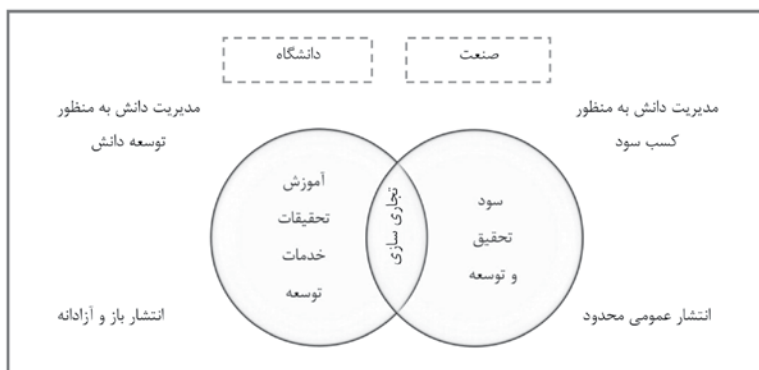 صنعت
دانشگاه
مدیریت دانش به منظور
کسب سود
مدیریت دانش به منظور
توسعه دانش
سود
تحقیق
و توسعه
تجاری سازی
آموزش
تحقیقات
خدمات
توسعه
انتشار عمومی محدود
انتشار باز و آزادانه